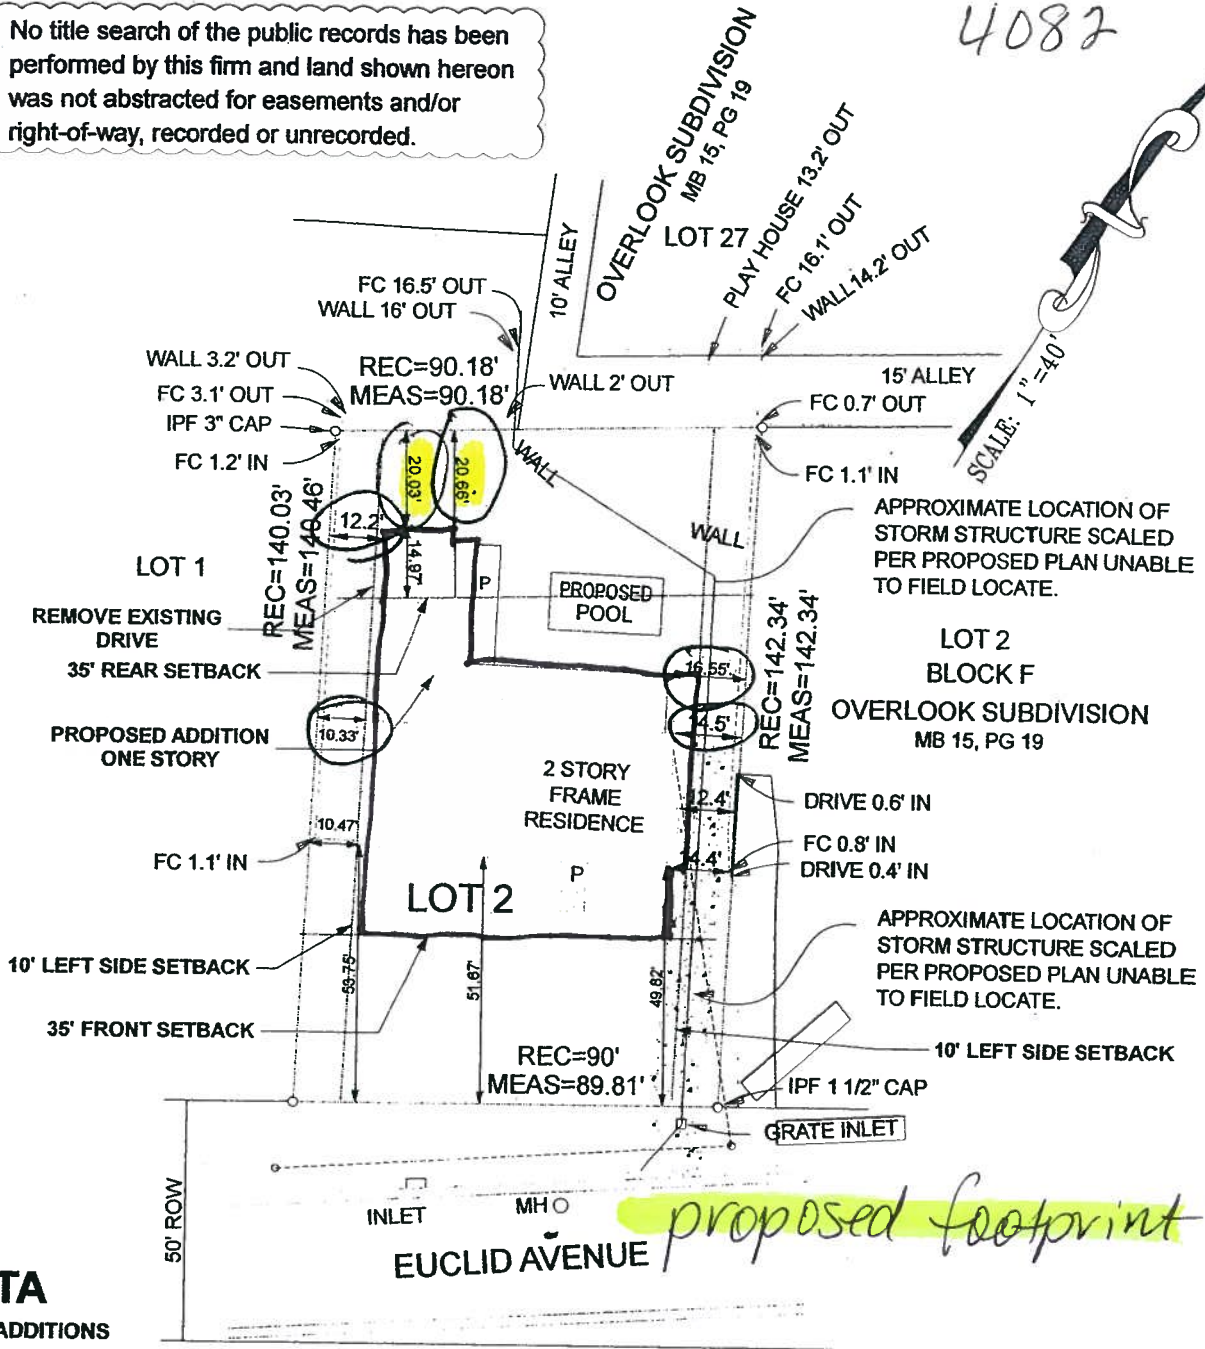 No title search of the public records has been
performed by this firm and land shown hereon
was not abstracted for easements and/or
right-of-way, recorded or unrecorded.
4082
OVERLOOK SUBDIVISION
MB 15, PG 19
LOT 27
10' ALLEY
PLAY HOUSE 13.2' OUT
FC 16.1' OUT
WALL14.2' OUT
FC 16.5' OUT
WALL 16' OUT
SCALE: 1"=40'
WALL 3.2' OUT
REC=90.18'
MEAS=90.18'
WALL 2' OUT
15' ALLEY
FC 3.1' OUT
FC 0.7' OUT
IPF 3" CAP
FC 1.2' IN
20.03'
20.66'
WALL
FC 1.1' IN
REC=140.03'
MEAS=140.46'
12.2'
14.97'
WALL
APPROXIMATE LOCATION OF
STORM STRUCTURE SCALED
PER PROPOSED PLAN UNABLE
TO FIELD LOCATE.
LOT 1
P
PROPOSED
POOL
REMOVE EXISTING
DRIVE
35' REAR SETBACK
REC=142.34'
MEAS=142.34'
LOT 2
BLOCK F
OVERLOOK SUBDIVISION
MB 15, PG 19
16.55'
14.5'
PROPOSED ADDITION
ONE STORY
10.33'
2 STORY
FRAME
RESIDENCE
12.4'
DRIVE 0.6' IN
10.47'
FC 1.1' IN
FC 0.8' IN
DRIVE 0.4' IN
14.4'
P
LOT 2
APPROXIMATE LOCATION OF
STORM STRUCTURE SCALED
PER PROPOSED PLAN UNABLE
TO FIELD LOCATE.
10' LEFT SIDE SETBACK
53.75'
51.67'
49.82'
35' FRONT SETBACK
REC=90'
MEAS=89.81'
10' LEFT SIDE SETBACK
IPF 1 1/2" CAP
GRATE INLET
50' ROW
INLET
MH
EUCLID AVENUE
proposed footprint
TA
ADDITIONS